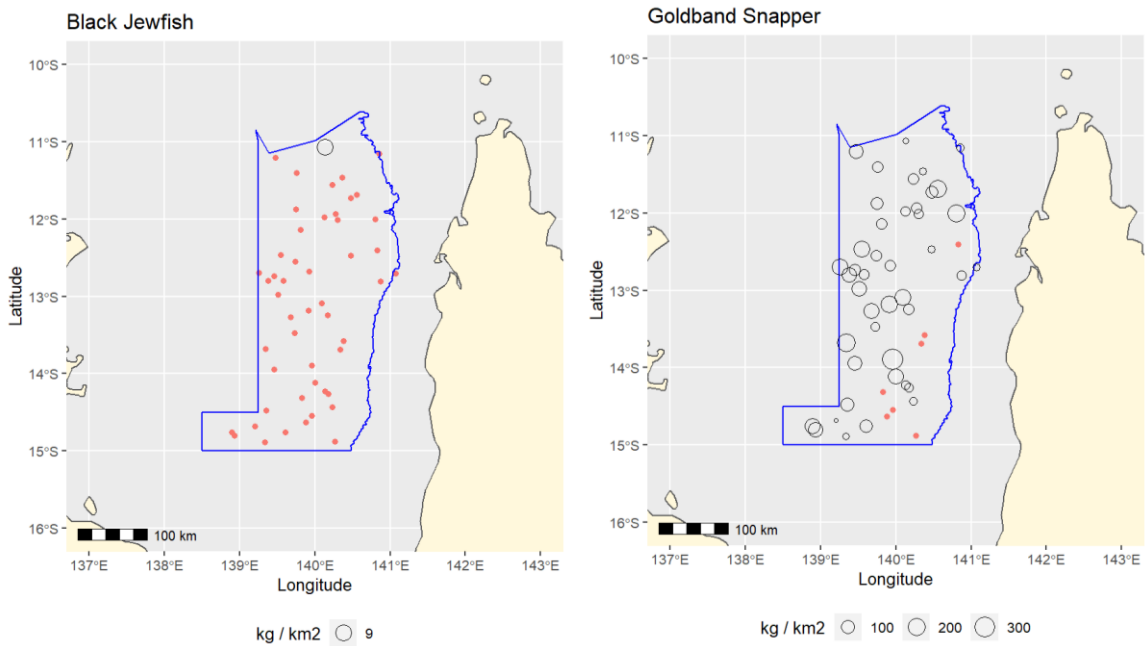 Black Jewfish
10°S
11°S
12°S
13°S
14°S
15°S
16°S
Latitude
100 km
137°E 138°E 139°E 140°E 141°E 142°E 143°E
Longitude
kg / km2 9
Goldband Snapper
10°S
11°S
12°S
13°S
14°S
15°S
16°S
Latitude
100 km
137°E 138°E 139°E 140°E 141°E 142°E 143°E
Longitude
kg / km2 100 200 300